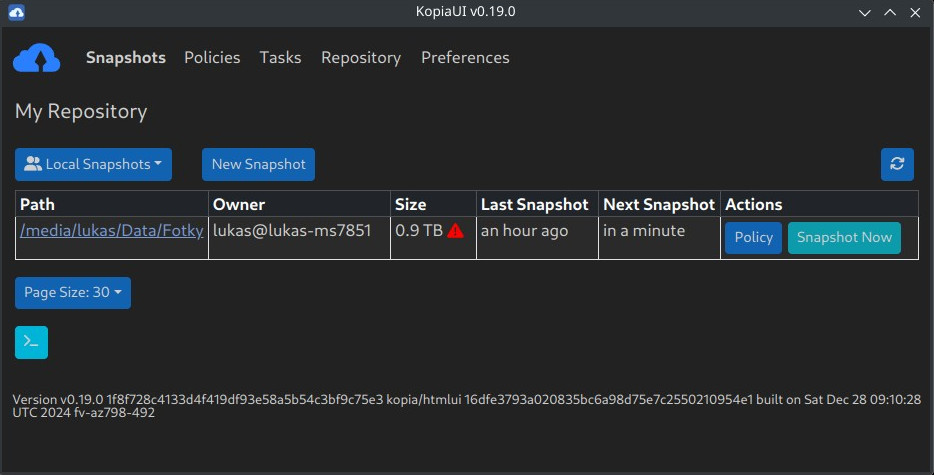 KopiaUI v0.19.0
Snapshots Policies Tasks Repository Preferences
My Repository
Local Snapshots New Snapshot
Path Owner Size Last Snapshot Next Snapshot Actions
/media/lukas/Data/Fotky lukas@lukas-ms7851 0.9 TB an hour ago in a minute Policy Snapshot Now
Page Size: 30
>_
Version v0.19.0 1f8f728c4133d4f419df93e58a5b54c3bf9c75e3 kopia/htmlui 16dfe3793a020835bc6a98d75e7c2550210954e1 built on Sat Dec 28 09:10:28
UTC 2024 fv-az798-492